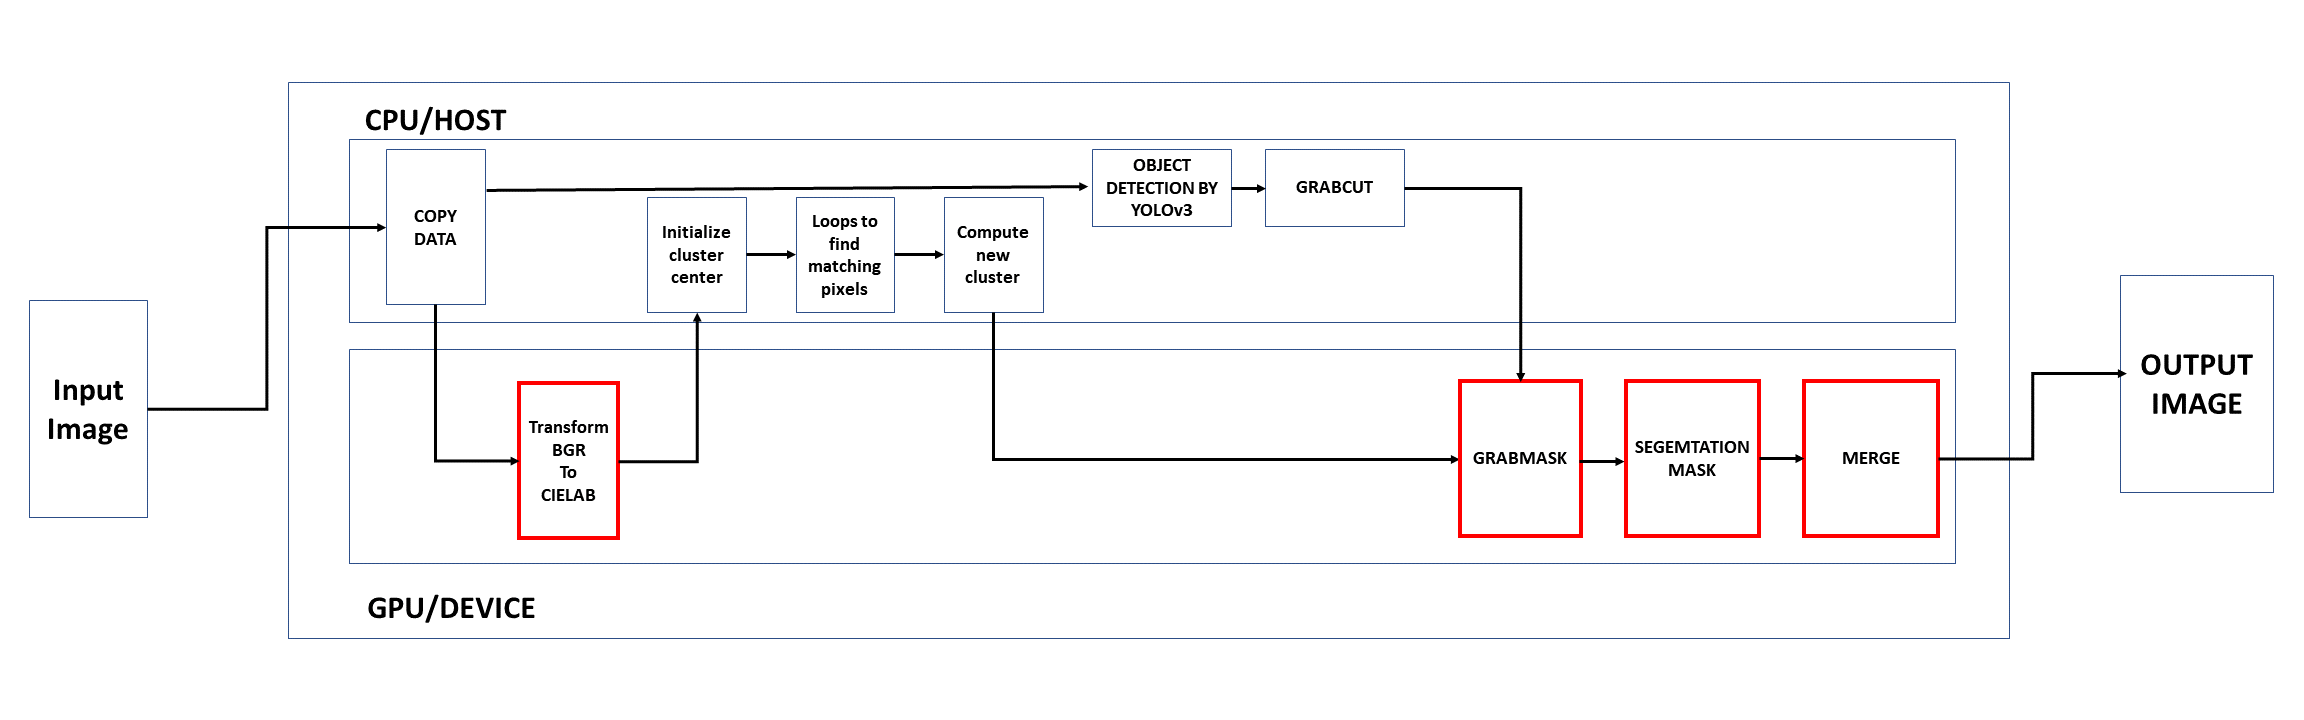 CPU/HOST
COPY
DATA
OBJECT
DETECTION BY
YOLOv3
GRABCUT
Initialize
cluster
center
Loops to
find
matching
pixels
Compute
new
cluster
Input
Image
Transform
BGR
To
CIELAB
GRABMASK
SEGEMTATION
MASK
MERGE
OUTPUT
IMAGE
GPU/DEVICE